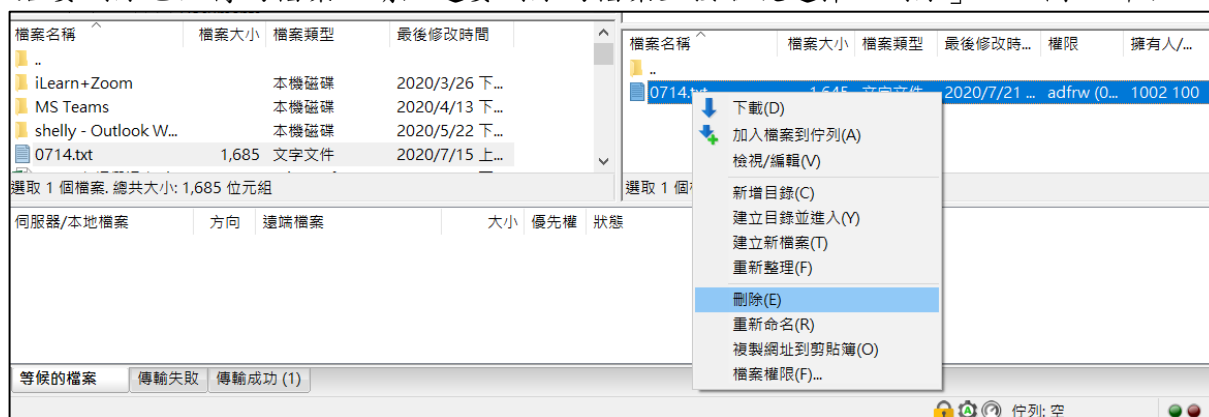 檔案名稱 檔案大小 檔案類型 最後修改時間
..
iLearn+Zoom 本機磁碟 2020/3/26 下...
MS Teams 本機磁碟 2020/4/13 下...
shelly - Outlook W... 本機磁碟 2020/5/22 下...
0714.txt 1,685 文字文件 2020/7/15 上...
選取 1 個檔案. 總共大小: 1,685 位元組
檔案名稱 檔案大小 檔案類型 最後修改時... 權限 擁有人/...
..
0714.txt 1,645 文字文件 2020/7/21 ... adfrw (0... 1002 100
選取 1 個
下載(D)
加入檔案到佇列(A)
檢視/編輯(V)
新增目錄(C)
建立目錄並進入(Y)
建立新檔案(T)
重新整理(F)
刪除(E)
重新命名(R)
複製網址到剪貼簿(O)
檔案權限(F)...
伺服器/本地檔案 方向 遠端檔案 大小 優先權 狀態
等候的檔案 傳輸失敗 傳輸成功 (1)
佇列: 空